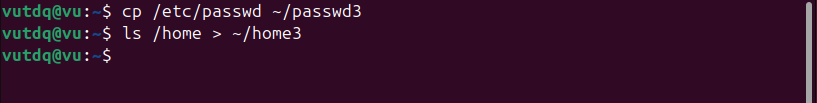 vutdq@vu:~$ cp /etc/passwd ~/passwd3
vutdq@vu:~$ ls /home > ~/home3
vutdq@vu:~$